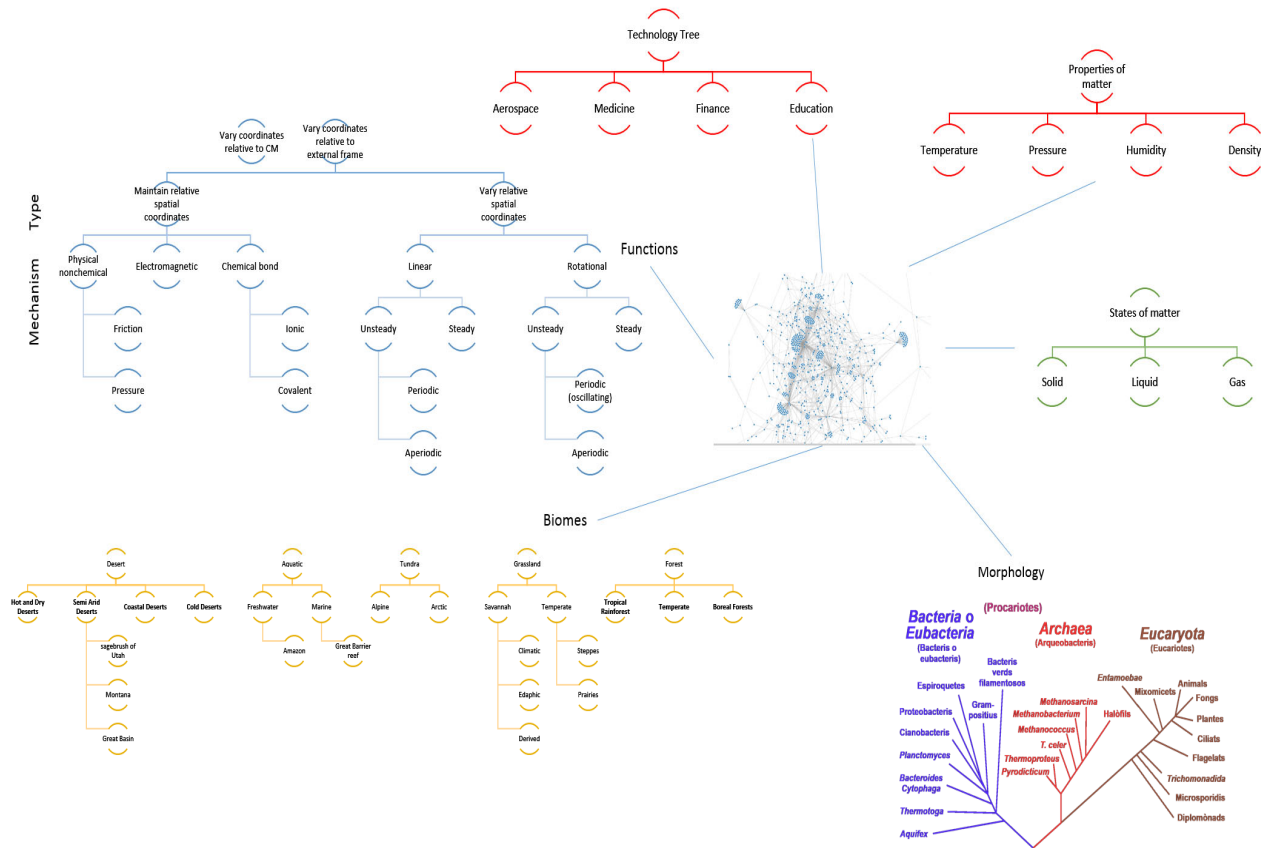 Technology Tree
Aerospace
Medicine
Finance
Education
Properties of
matter
Temperature
Pressure
Humidity
Density
Vary coordinates
relative to CM
Vary coordinates
relative to
external frame
Type
Maintain relative
spatial
coordinates
Vary relative
spatial
coordinates
Mechanism
Functions
Physical
nonchemical
Electromagnetic
Chemical bond
Linear
Rotational
Friction
Ionic
Unsteady
Steady
Unsteady
Steady
Pressure
Covalent
Periodic
Periodic
(oscillating)
Aperiodic
Aperiodic
States of matter
Solid
Liquid
Gas
Biomes
Desert
Hot and Dry
Deserts
Semi Arid
Deserts
Coastal Deserts
Cold Deserts
sagebrush of
Utah
Montana
Great Basin
Aquatic
Freshwater
Marine
Amazon
Great Barrier
reef
Tundra
Alpine
Arctic
Grassland
Savannah
Temperate
Climatic
Steppes
Edaphic
Prairies
Derived
Forest
Tropical
Rainforest
Temperate
Boreal Forests
Morphology
(Procariotes)
Bacteria o
Eubacteria
(Bacteris o
eubacteris)
Archaea
(Arqueobacteris)
Eucaryota
(Eucariotes)
Bacteris
verds
filamentosos
Espiroquetes
Gram-
positius
Proteobacteris
Cianobacteris
Planctomyces
Bacteroides
Cytophaga
Thermotoga
Aquifex
Methanosarcina
Methanobacterium
Halòfils
Methanococcus
T. celer
Thermoproteus
Pyrodicticum
Entamoebae
Mixomicets
Animals
Fongs
Plantes
Ciliats
Flagelats
Trichomonadida
Microsporidis
Diplomònads